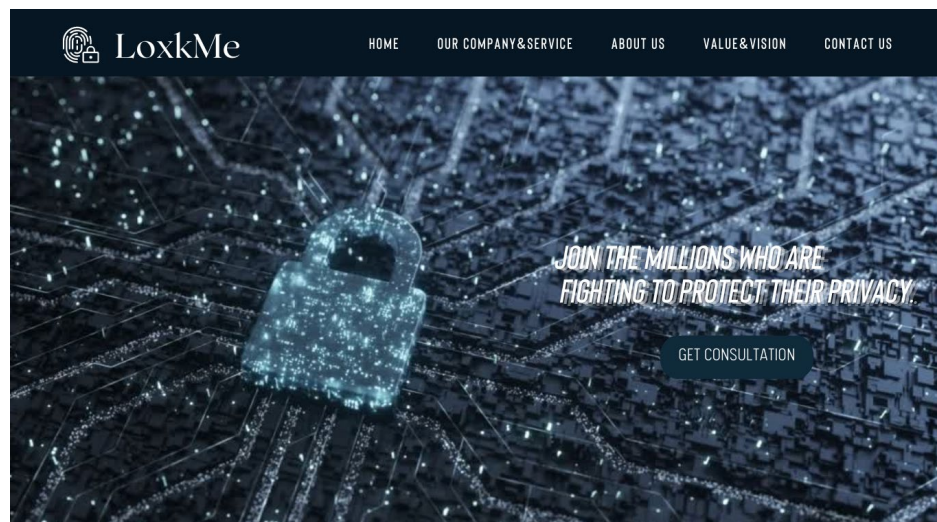 LoxkMe
HOME OUR COMPANY&SERVICE ABOUT US VALUE&VISION CONTACT US
JOIN THE MILLIONS WHO ARE
FIGHTING TO PROTECT THEIR PRIVACY.
GET CONSULTATION